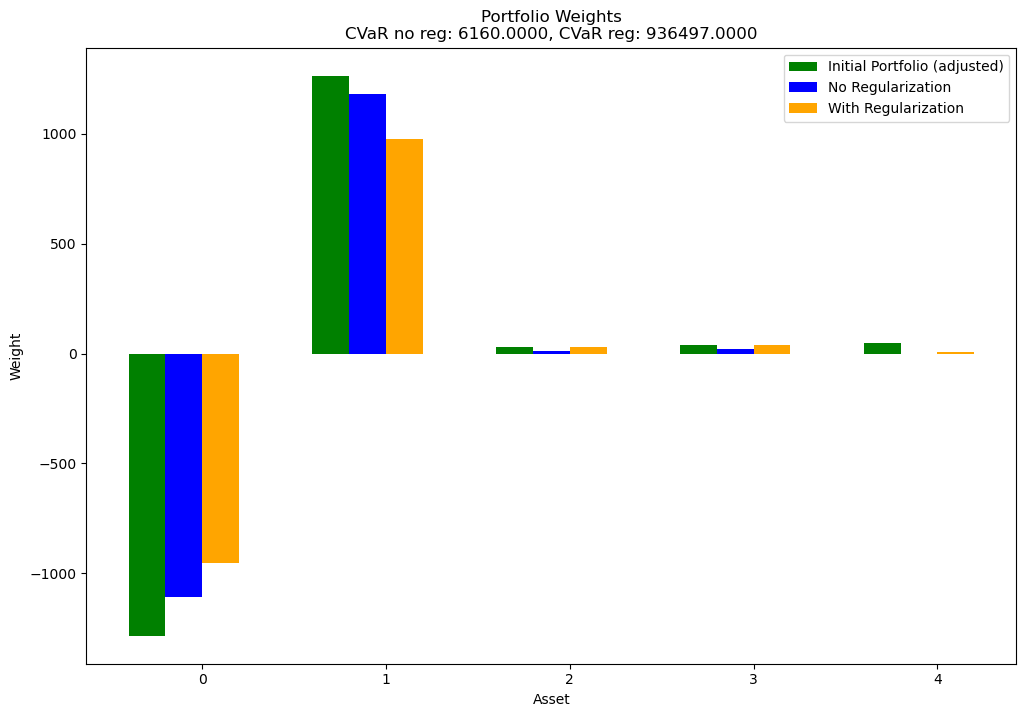 Portfolio Weights
CVaR no reg: 6160.0000, CVaR reg: 936497.0000
Initial Portfolio (adjusted)
No Regularization
With Regularization
1000
500
0
−500
−1000
Weight
0 1 2 3 4
Asset